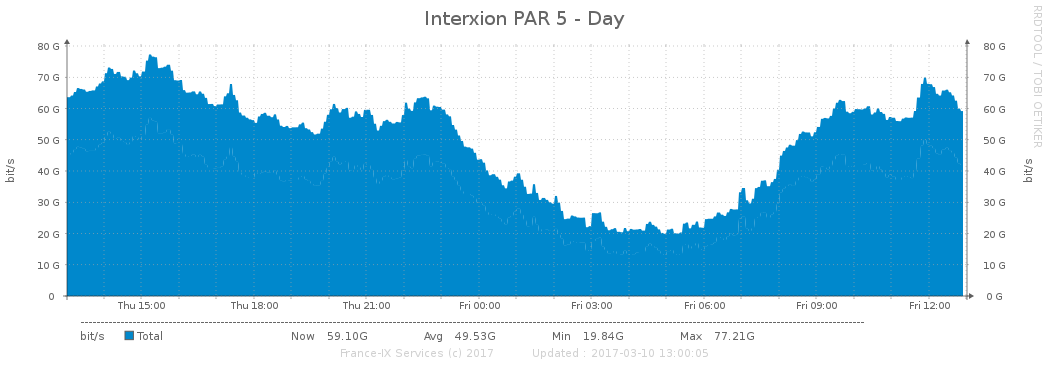 Interxion PAR 5 - Day
RRDTOOL / TOBI OETIKER
80 G 80 G
70 G 70 G
60 G 60 G
50 G 50 G
40 G 40 G
30 G 30 G
20 G 20 G
10 G 10 G
0 0 G
bit/s bit/s
Thu 15:00 Thu 18:00 Thu 21:00 Fri 00:00 Fri 03:00 Fri 06:00 Fri 09:00 Fri 12:00
bit/s Total Now 59.10G Avg 49.53G Min 19.84G Max 77.21G
France-IX Services (c) 2017 Updated : 2017-03-10 13:00:05